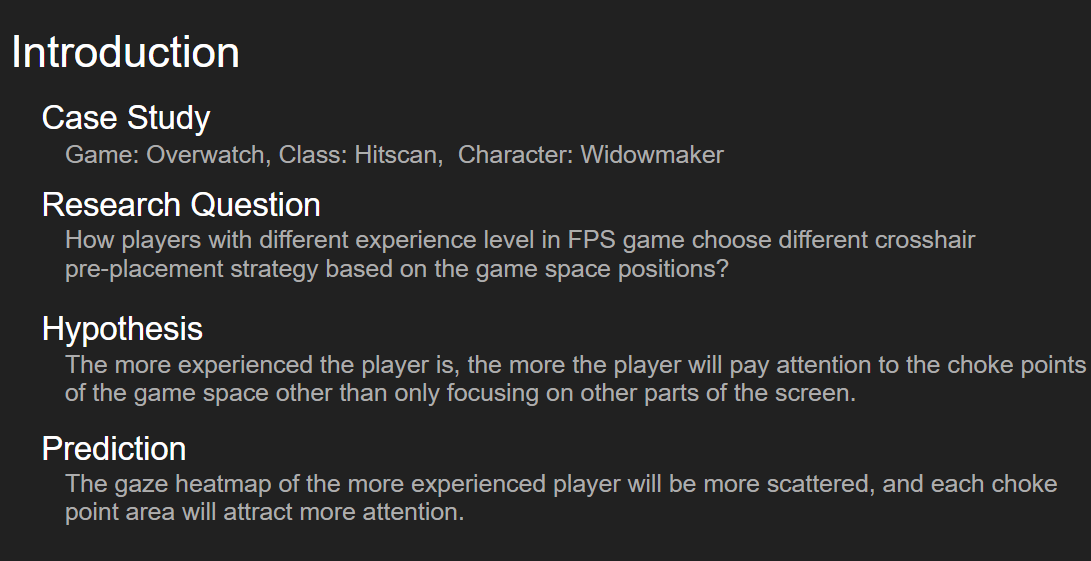 Introduction
Case Study
Game: Overwatch, Class: Hitscan,  Character: Widowmaker
Research Question
How players with different experience level in FPS game choose different crosshair
pre-placement strategy based on the game space positions?
Hypothesis
The more experienced the player is, the more the player will pay attention to the choke points
of the game space other than only focusing on other parts of the screen.
Prediction
The gaze heatmap of the more experienced player will be more scattered, and each choke
point area will attract more attention.